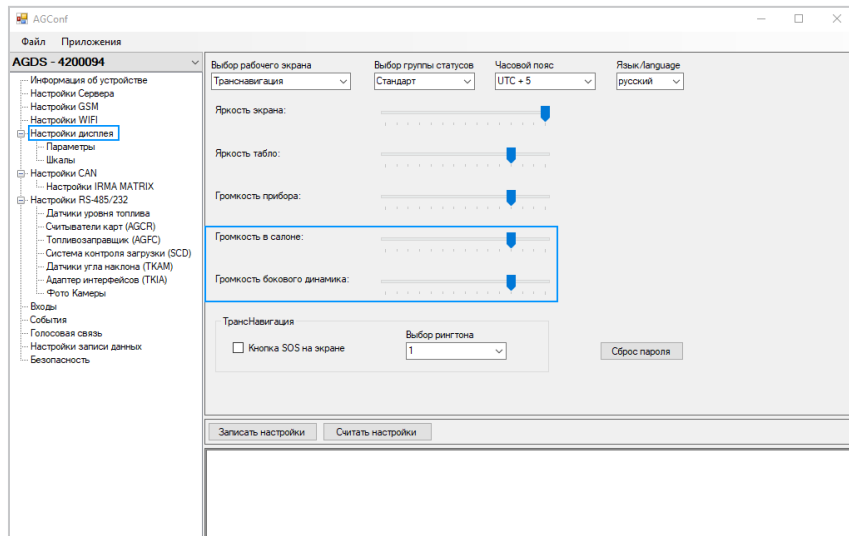 AGConf
Файл Приложения
AGDS - 4200094
Информация об устройстве
Настройки Сервера
Настройки GSM
Настройки WIFI
Настройки дисплея
Параметры
Шкалы
Настройки CAN
Настройки IRMA MATRIX
Настройки RS-485/232
Датчики уровня топлива
Считыватели карт (AGCR)
Топливозаправщик (AGFC)
Система контроля загрузки (SCD)
Датчики угла наклона (TKAM)
Адаптер интерфейсов (TKIA)
Фото Камеры
Входы
События
Голосовая связь
Настройки записи данных
Безопасность
Выбор рабочего экрана Выбор группы статусов Часовой пояс Язык/language
Транснавигация Стандарт UTC + 5 русский
Яркость экрана:
Яркость табло:
Громкость прибора:
Громкость в салоне:
Громкость бокового динамика:
ТрансНавигация
Выбор рингтона
Кнопка SOS на экране 1 Сброс пароля
Записать настройки Считать настройки